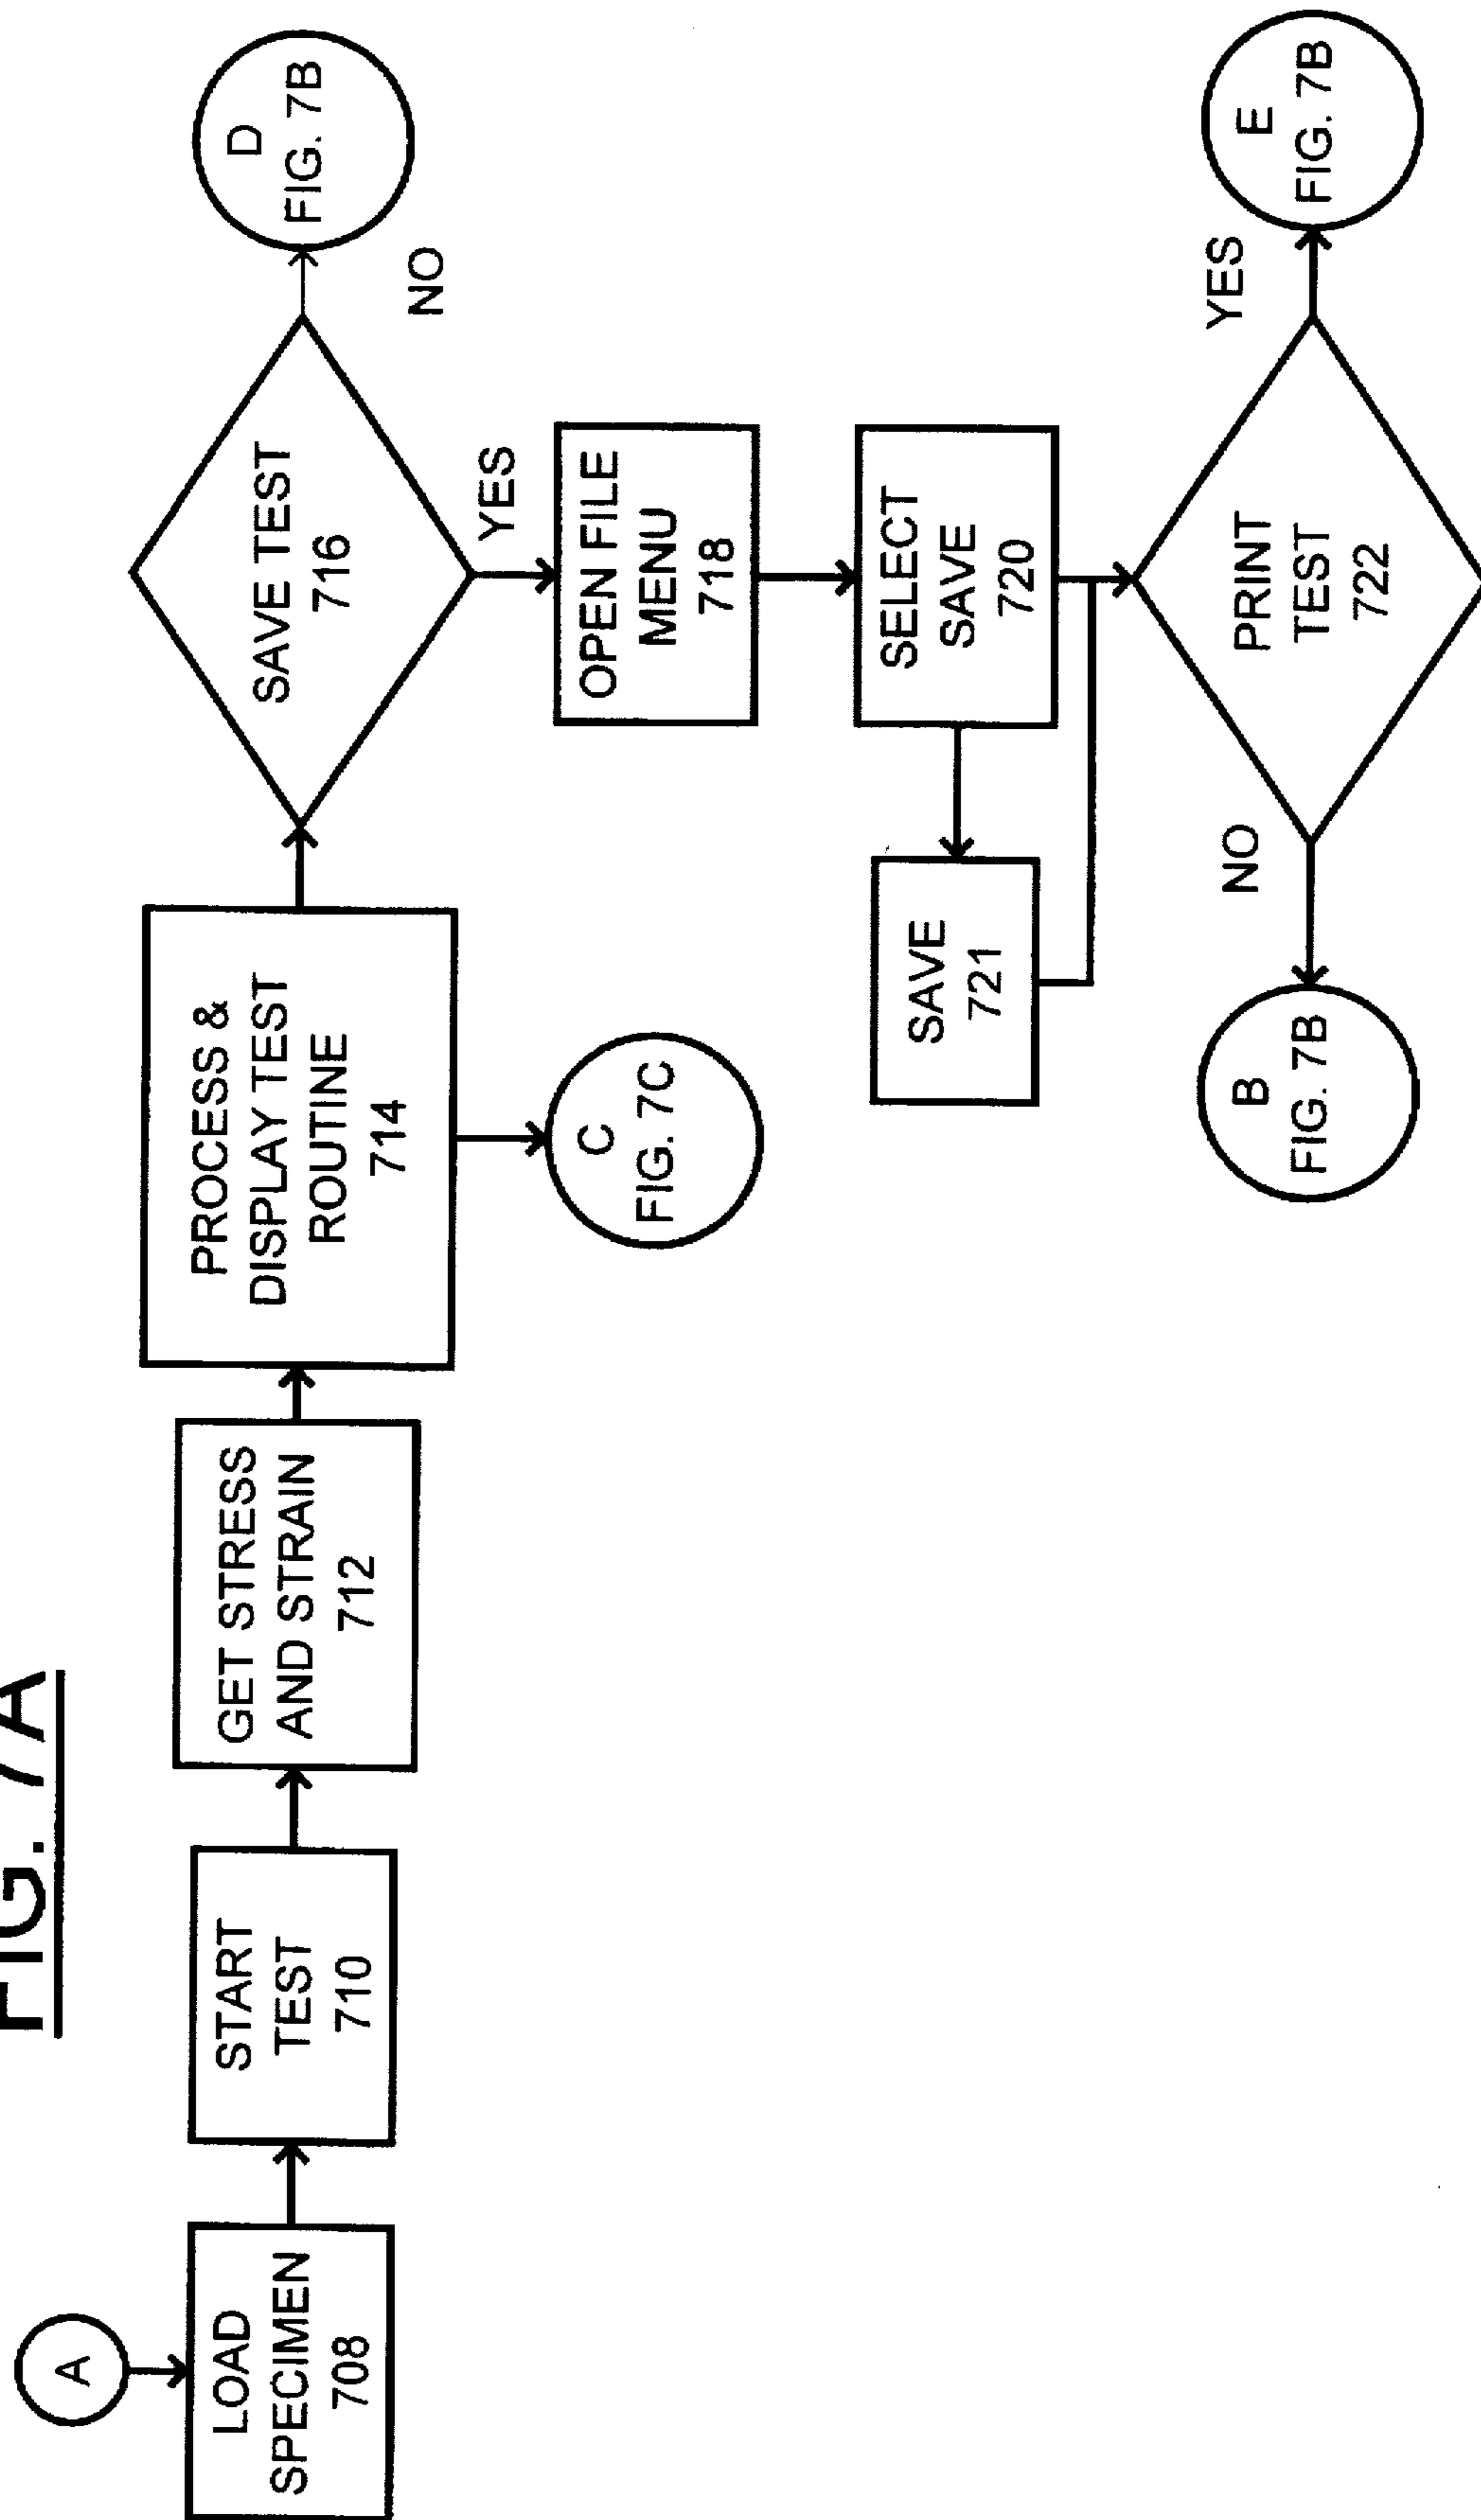 FIG. 7A
A
LOAD
SPECIMEN
708
START
TEST
710
GET STRESS
AND STRAIN
712
PROCESS &
DISPLAY TEST
ROUTINE
714
C
FIG. 7C
SAVE TEST
716
NO
D
FIG. 7B
YES
OPEN FILE
MENU
718
SELECT
SAVE
720
SAVE
721
PRINT
TEST
722
NO
B
FIG. 7B
YES
E
FIG. 7B